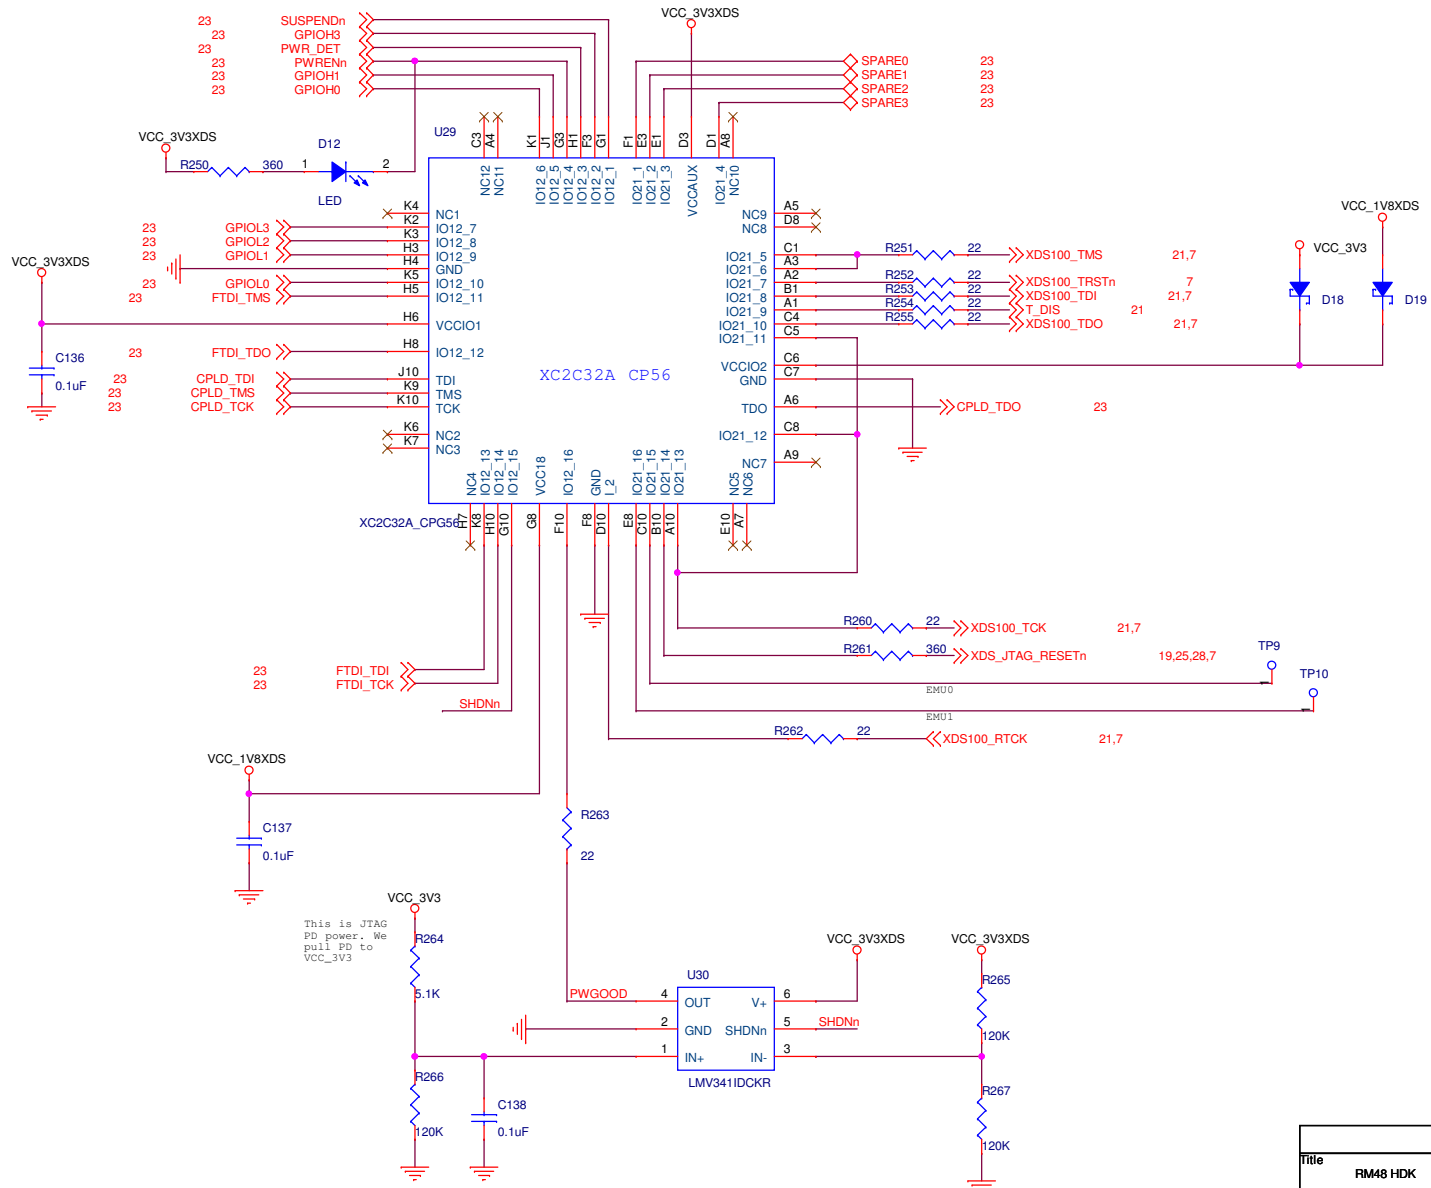 VCC_3V3XDS
23 SUSPENDn
23 GPIOH3
23 PWR_DET
23 PWRENn
23 GPIOH1
23 GPIOH0
SPARE0 23
SPARE1 23
SPARE2 23
SPARE3 23
VCC_3V3XDS
R250 360
1 D12 2
LED
U29
C3 A4 K1 J1 G3 H1 F3 G1 F1 E3 E1 D3 D1 A8
NC12 NC11 IO12_6 IO12_5 IO12_4 IO12_3 IO12_2 IO12_1 IO21_1 IO21_2 IO21_3 VCCAUX IO21_4 NC10
K4 NC1
23 GPIOL3 K2 IO12_7
23 GPIOL2 K3 IO12_8
23 GPIOL1 H3 IO12_9
H4 GND
23 GPIOL0 K5 IO12_10
23 FTDI_TMS H5 IO12_11
VCC_3V3XDS
H6 VCCIO1
C136
0.1uF
23 FTDI_TDO H8 IO12_12
23 CPLD_TDI J10 TDI
23 CPLD_TMS K9 TMS
23 CPLD_TCK K10 TCK
K6 NC2
K7 NC3
XC2C32A CP56
NC9 A5
NC8 D8
IO21_5 C1 R251 22 XDS100_TMS 21,7
IO21_6 A3
IO21_7 A2 R252 22 XDS100_TRSTn 7
IO21_8 B1 R253 22 XDS100_TDI 21,7
IO21_9 A1 R254 22 T_DIS 21
IO21_10 C4 R255 22 XDS100_TDO 21,7
IO21_11 C5
VCCIO2 C6
GND C7
TDO A6 CPLD_TDO 23
IO21_12 C8
NC7 A9
VCC_1V8XDS
VCC_3V3
D18
D19
NC4 IO12_13 IO12_14 IO12_15 VCC18 IO12_16 GND I_2 IO21_16 IO21_15 IO21_14 IO21_13 NC5 NC6
XC2C32A_CPG56
H7 K8 H10 G10 G8 F10 F8 D10 E8 C10 B10 A10 E10 A7
R260 22 XDS100_TCK 21,7
R261 360 XDS_JTAG_RESETn 19,25,28,7
TP9
EMU0
TP10
EMU1
R262 22 XDS100_RTCK 21,7
23 FTDI_TDI
23 FTDI_TCK
SHDNn
VCC_1V8XDS
C137
0.1uF
R263
22
VCC_3V3
This is JTAG
PD power. We
pull PD to
VCC_3V3
R264
5.1K
VCC_3V3XDS
VCC_3V3XDS
U30
R265
120K
PWGOOD 4 OUT V+ 6
2 GND SHDNn 5 SHDNn
1 IN+ IN- 3
LMV341IDCKR
R266
120K
C138
0.1uF
R267
120K
Title
RM48 HDK